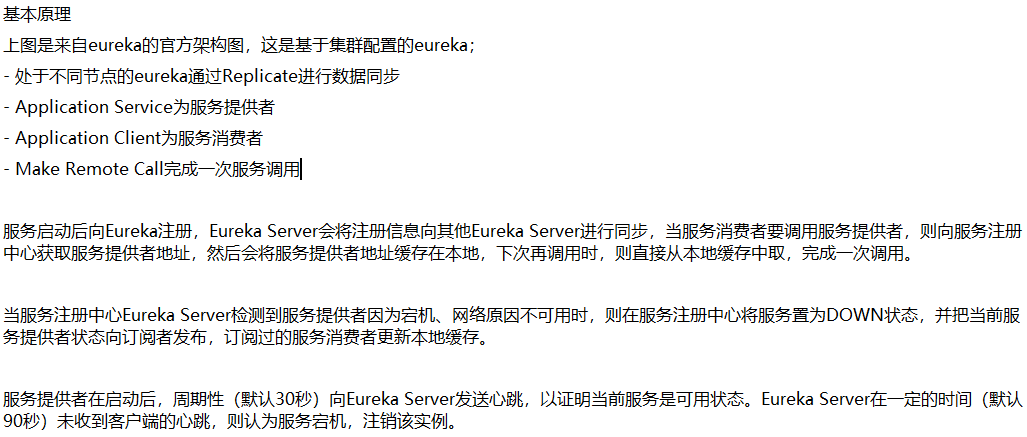 基本原理
上图是来自eureka的官方架构图，这是基于集群配置的eureka；
- 处于不同节点的eureka通过Replicate进行数据同步
- Application Service为服务提供者
- Application Client为服务消费者
- Make Remote Call完成一次服务调用
服务启动后向Eureka注册，Eureka Server会将注册信息向其他Eureka Server进行同步，当服务消费者要调用服务提供者，则向服务注册
中心获取服务提供者地址，然后会将服务提供者地址缓存在本地，下次再调用时，则直接从本地缓存中取，完成一次调用。
当服务注册中心Eureka Server检测到服务提供者因为宕机、网络原因不可用时，则在服务注册中心将服务置为DOWN状态，并把当前服
务提供者状态向订阅者发布，订阅过的服务消费者更新本地缓存。
服务提供者在启动后，周期性（默认30秒）向Eureka Server发送心跳，以证明当前服务是可用状态。Eureka Server在一定的时间（默认
90秒）未收到客户端的心跳，则认为服务宕机，注销该实例。